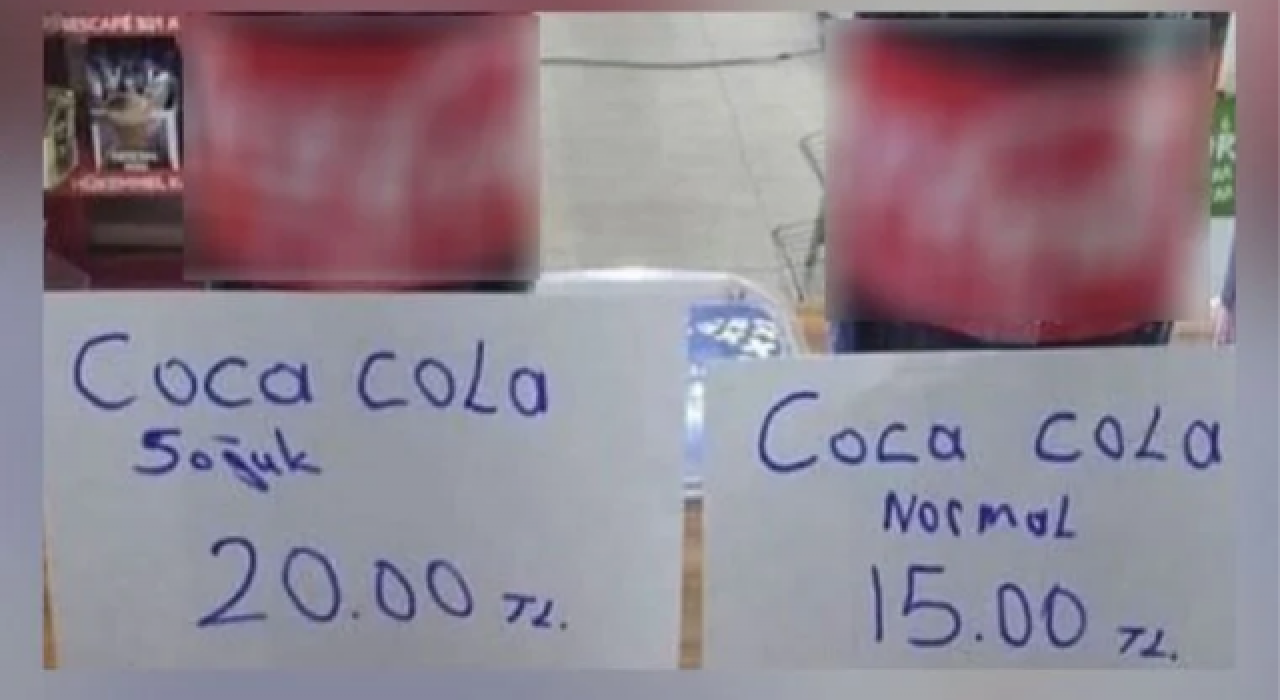 Coca cola
Soğuk
20.00 TL.
Coca cola
Normal
15.00 TL.